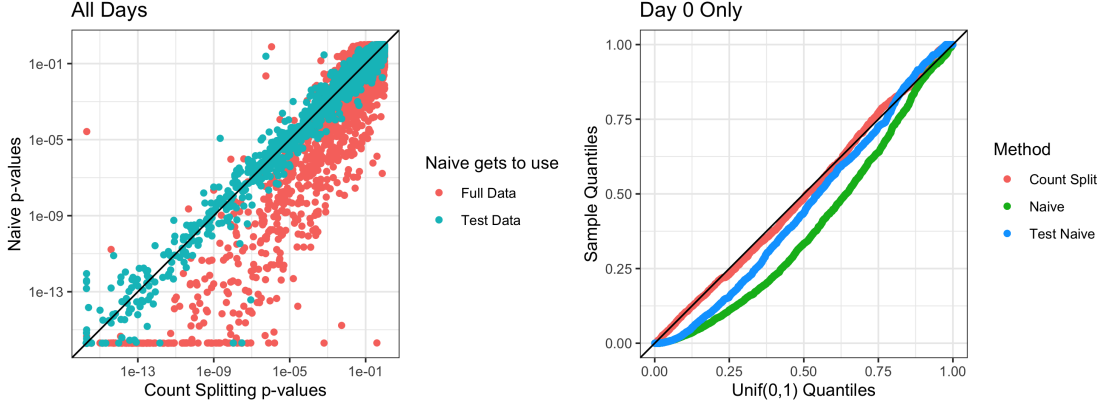 All Days
Naive p-values
1e-01
1e-05
1e-09
1e-13
1e-13 1e-09 1e-05 1e-01
Count Splitting p-values
Naive gets to use
Full Data
Test Data
Day 0 Only
Sample Quantiles
1.00
0.75
0.50
0.25
0.00
0.00 0.25 0.50 0.75 1.00
Unif(0,1) Quantiles
Method
Count Split
Naive
Test Naive